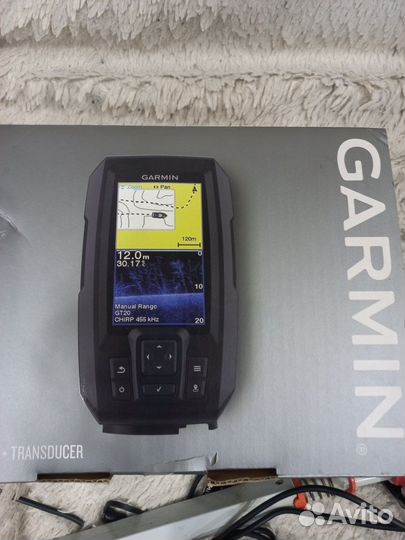 GARMIN
Zoom ↔ Pan
120m
12.0m
30.17 °C
0
10
20
Manual Range
GT20
CHIRP 455 kHz
GARMIN®
• TRANSDUCER
Avito